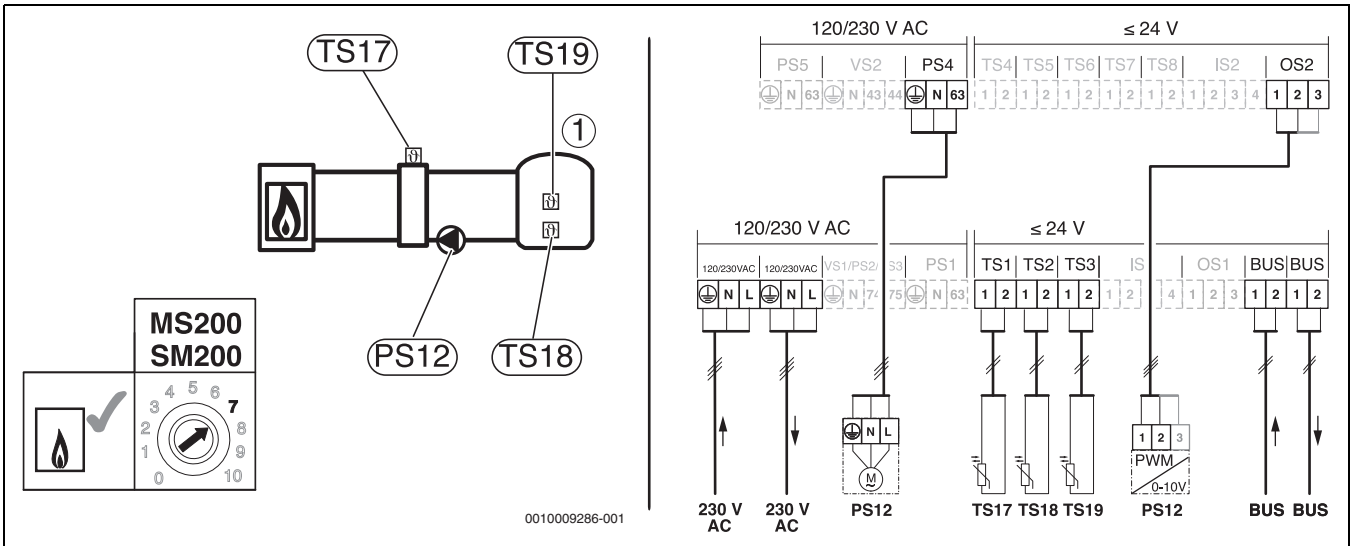 TS17
TS19
1
PS12
TS18
MS200
SM200
0 1 2 3 4 5 6 7 8 9 10
0010009286-001
120/230 V AC ≤ 24 V
PS5 VS2 PS4 TS4 TS5 TS6 TS7 TS8 IS2 OS2
N 63 N 43 44 N 63 1 2 1 2 1 2 1 2 1 2 1 2 3 4 1 2 3
120/230 V AC ≤ 24 V
120/230VAC 120/230VAC VS1/PS2/ S3 PS1 TS1 TS2 TS3 IS OS1 BUS BUS
N L N L N 74 75 N 63 1 2 1 2 1 2 1 2 4 1 2 3 1 2 1 2
N L
M
1 2 3
PWM
0-10V
230 V 230 V PS12 TS17 TS18 TS19 PS12 BUS BUS
AC AC